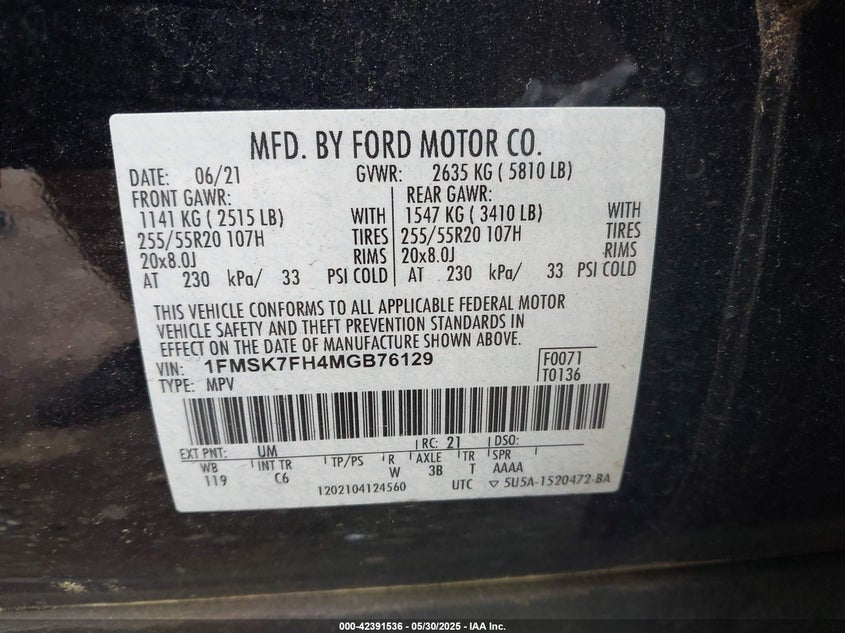 MFD. BY FORD MOTOR CO.
DATE: 06/21 GVWR: 2635 KG ( 5810 LB)
FRONT GAWR: REAR GAWR:
1141 KG ( 2515 LB) WITH 1547 KG ( 3410 LB) WITH
255/55R20 107H TIRES 255/55R20 107H TIRES
20x8.0J RIMS 20x8.0J RIMS
AT 230 kPa/ 33 PSI COLD AT 230 kPa/ 33 PSI COLD
THIS VEHICLE CONFORMS TO ALL APPLICABLE FEDERAL MOTOR
VEHICLE SAFETY AND THEFT PREVENTION STANDARDS IN
EFFECT ON THE DATE OF MANUFACTURE SHOWN ABOVE.
VIN: 1FMSK7FH4MGB76129 F0071
TYPE: MPV T0136
EXT PNT: UM RC: 21 DSO:
WB INT TR TP/PS R AXLE TR SPR
119 C6 W 3B T AAAA
1202104124560 UTC ▽ 5U5A-1520472-BA
000-42391536 - 05/30/2025 - IAA Inc.